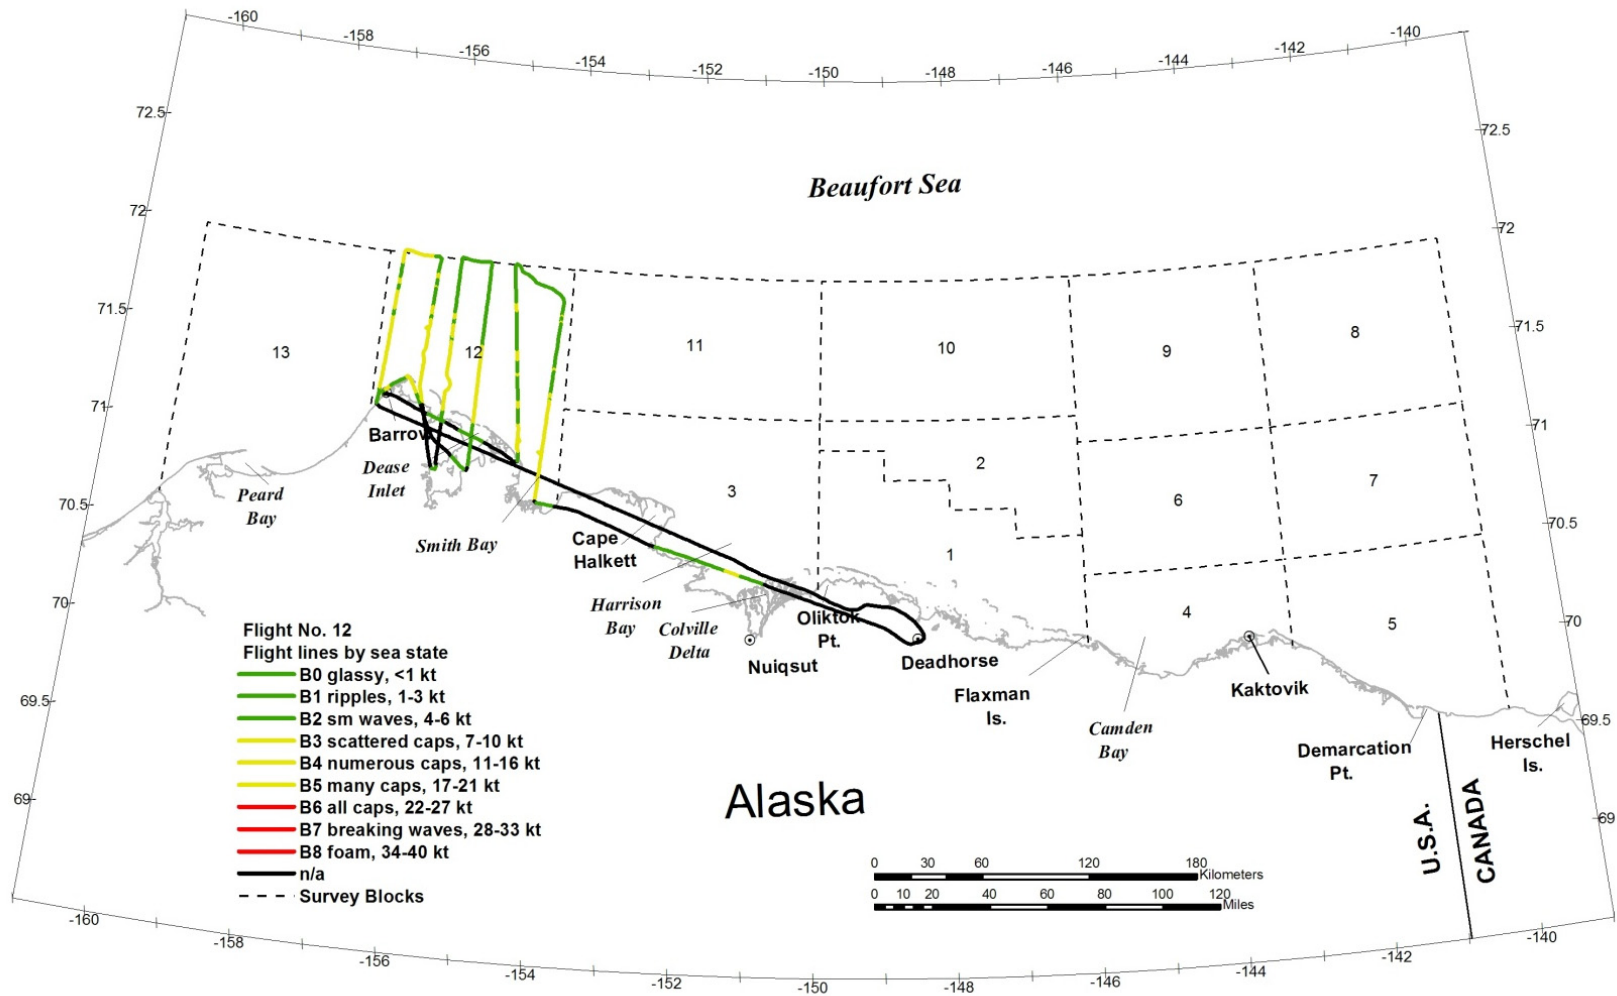 -160
-158
-156
-154
-152
-150
-148
-146
-144
-142
-140
72.5
72.5
72
72
71.5
71.5
71
71
70.5
70.5
70
70
69.5
69.5
69
69
Beaufort Sea
13
12
11
10
9
8
3
2
1
6
7
4
5
Barrow
Dease
Inlet
Peard
Bay
Smith Bay
Cape
Halkett
Harrison
Bay
Colville
Delta
Nuiqsut
Oliktok
Pt.
Deadhorse
Flaxman
Is.
Camden
Bay
Kaktovik
Demarcation
Pt.
Herschel
Is.
Alaska
U.S.A.
CANADA
Flight No. 12
Flight lines by sea state
B0 glassy, <1 kt
B1 ripples, 1-3 kt
B2 sm waves, 4-6 kt
B3 scattered caps, 7-10 kt
B4 numerous caps, 11-16 kt
B5 many caps, 17-21 kt
B6 all caps, 22-27 kt
B7 breaking waves, 28-33 kt
B8 foam, 34-40 kt
n/a
Survey Blocks
0 30 60 120 180
Kilometers
0 10 20 40 60 80 100 120
Miles
-160
-158
-156
-154
-152
-150
-148
-146
-144
-142
-140